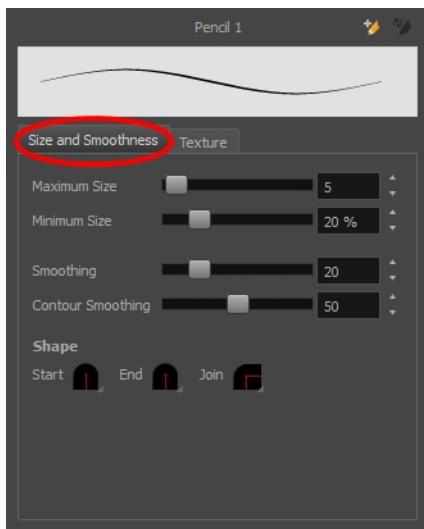 Pencil 1
Size and Smoothness Texture
Maximum Size 5
Minimum Size 20 %
Smoothing 20
Contour Smoothing 50
Shape
Start End Join